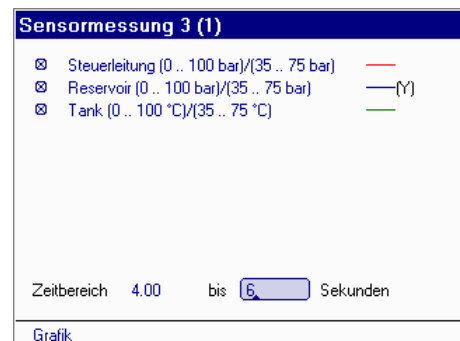 Sensormessung 3 (1)
Steuerleitung (0 .. 100 bar)/(35 .. 75 bar)
Reservoir (0 .. 100 bar)/(35 .. 75 bar) (Y)
Tank (0 .. 100 °C)/(35 .. 75 °C)
Zeitbereich 4.00 bis 6 Sekunden
Grafik